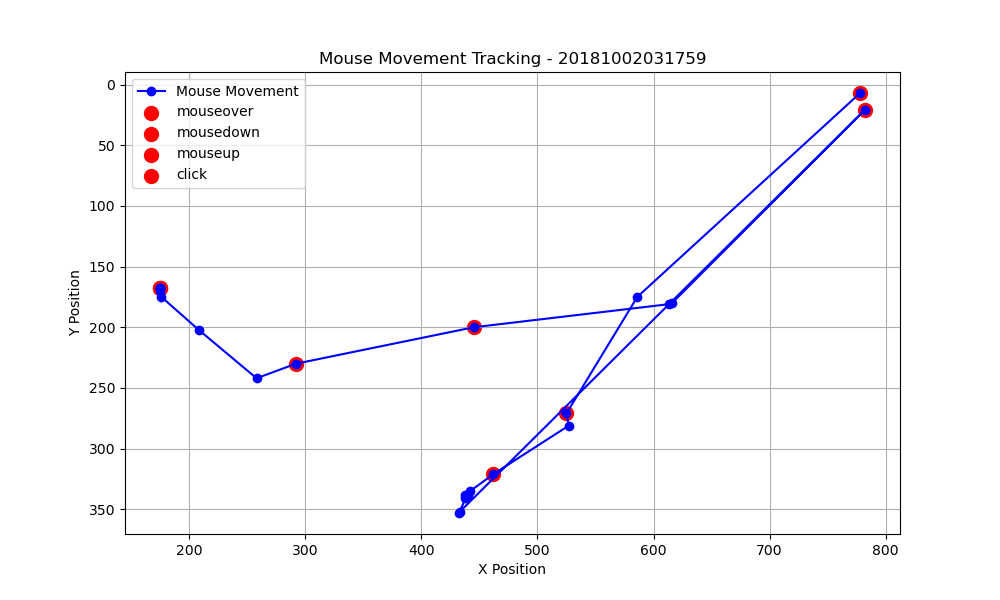 Mouse Movement Tracking - 20181002031759
Mouse Movement
mouseover
mousedown
mouseup
click
0
50
100
150
200
250
300
350
Y Position
200 300 400 500 600 700 800
X Position